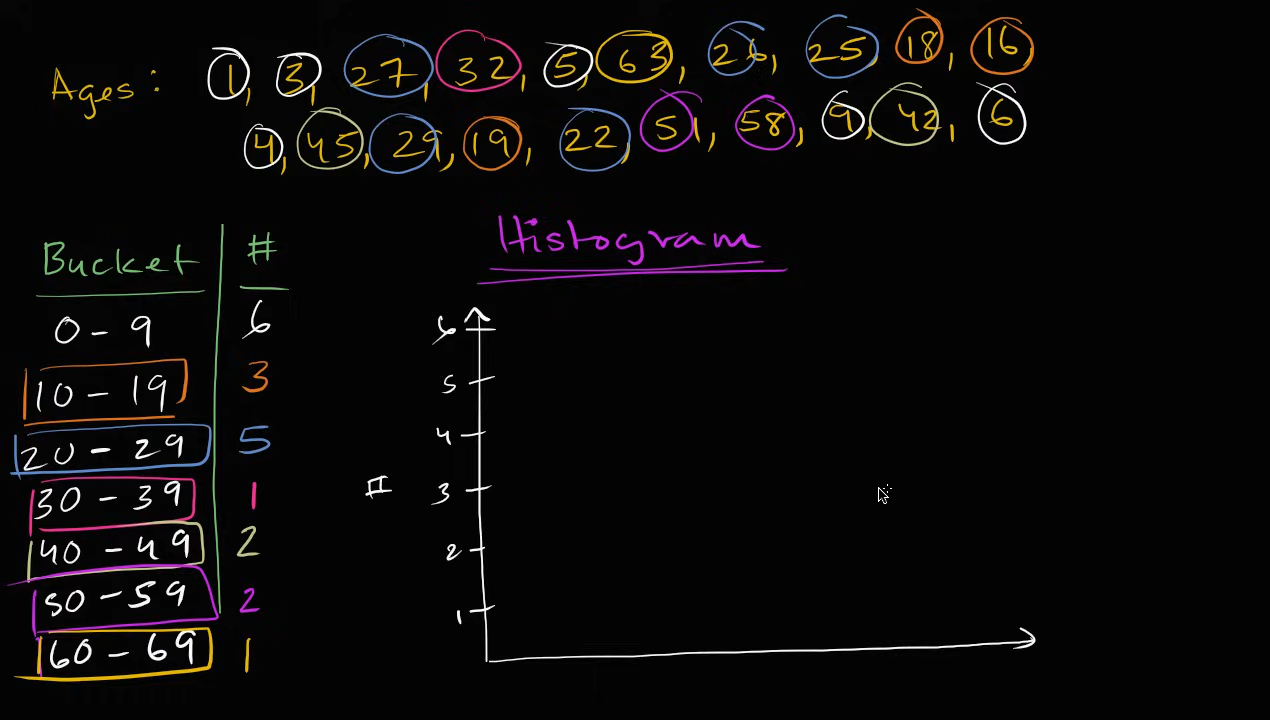 Ages: 1, 3, 27, 32, 5, 63, 26, 25, 18, 16
4, 45, 29, 19, 22, 51, 58, 9, 42, 6
Histogram
Bucket #
0 - 9 6
10 - 19 3
20 - 29 5
30 - 39 1
40 - 49 2
50 - 59 2
60 - 69 1
#
6
5
4
3
2
1